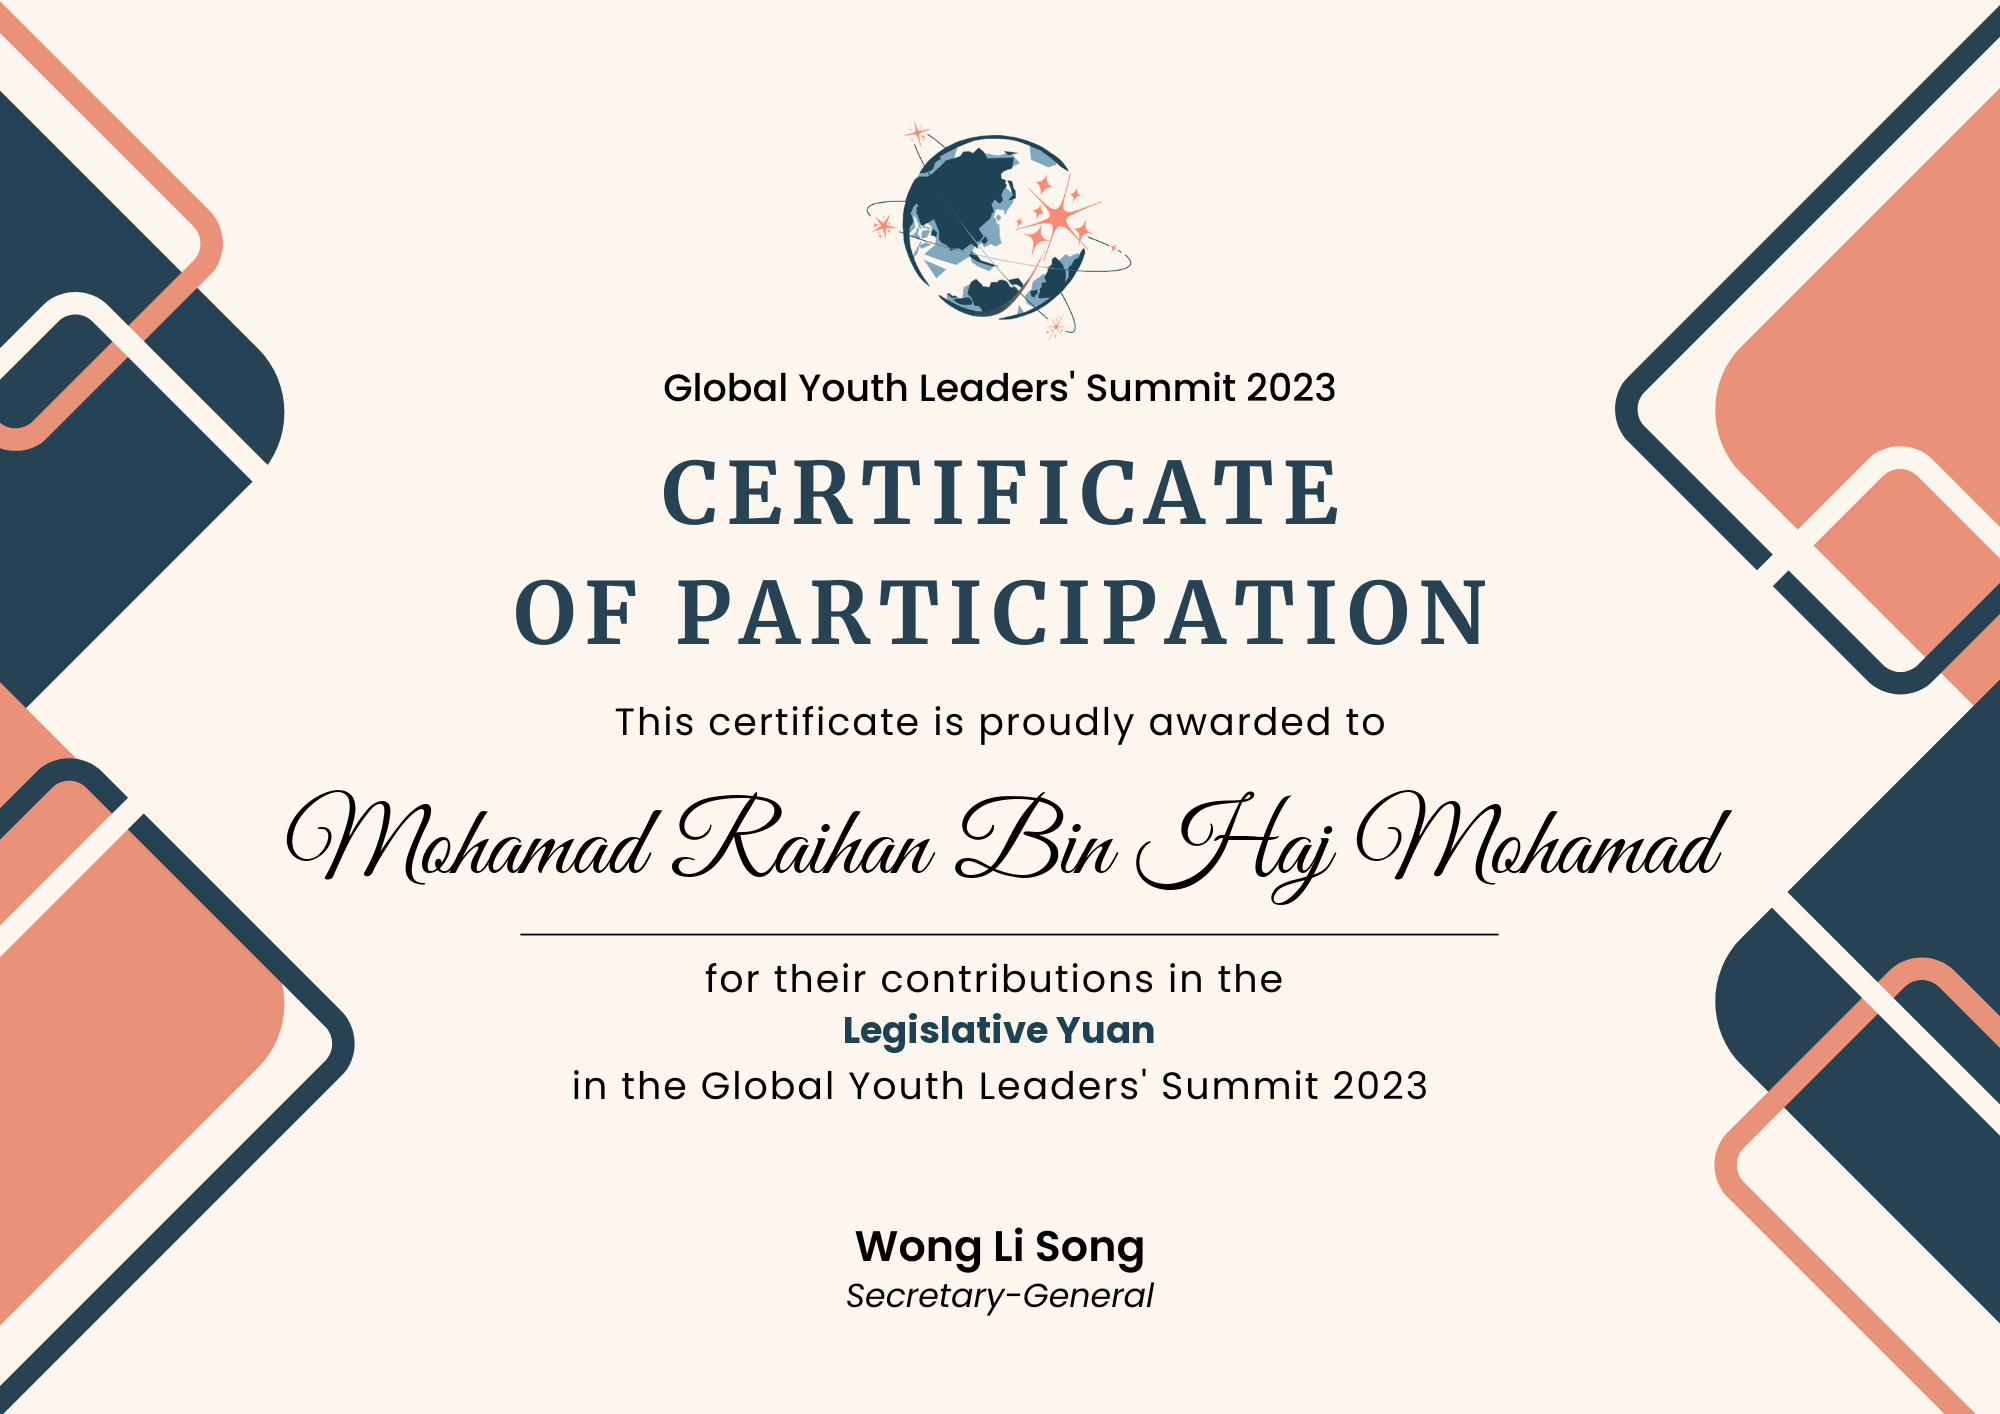 Global Youth Leaders' Summit 2023
CERTIFICATE
OF PARTICIPATION
This certificate is proudly awarded to
Mohamad Raihan Bin Haj Mohamad
for their contributions in the
Legislative Yuan
in the Global Youth Leaders' Summit 2023
Wong Li Song
Secretary-General